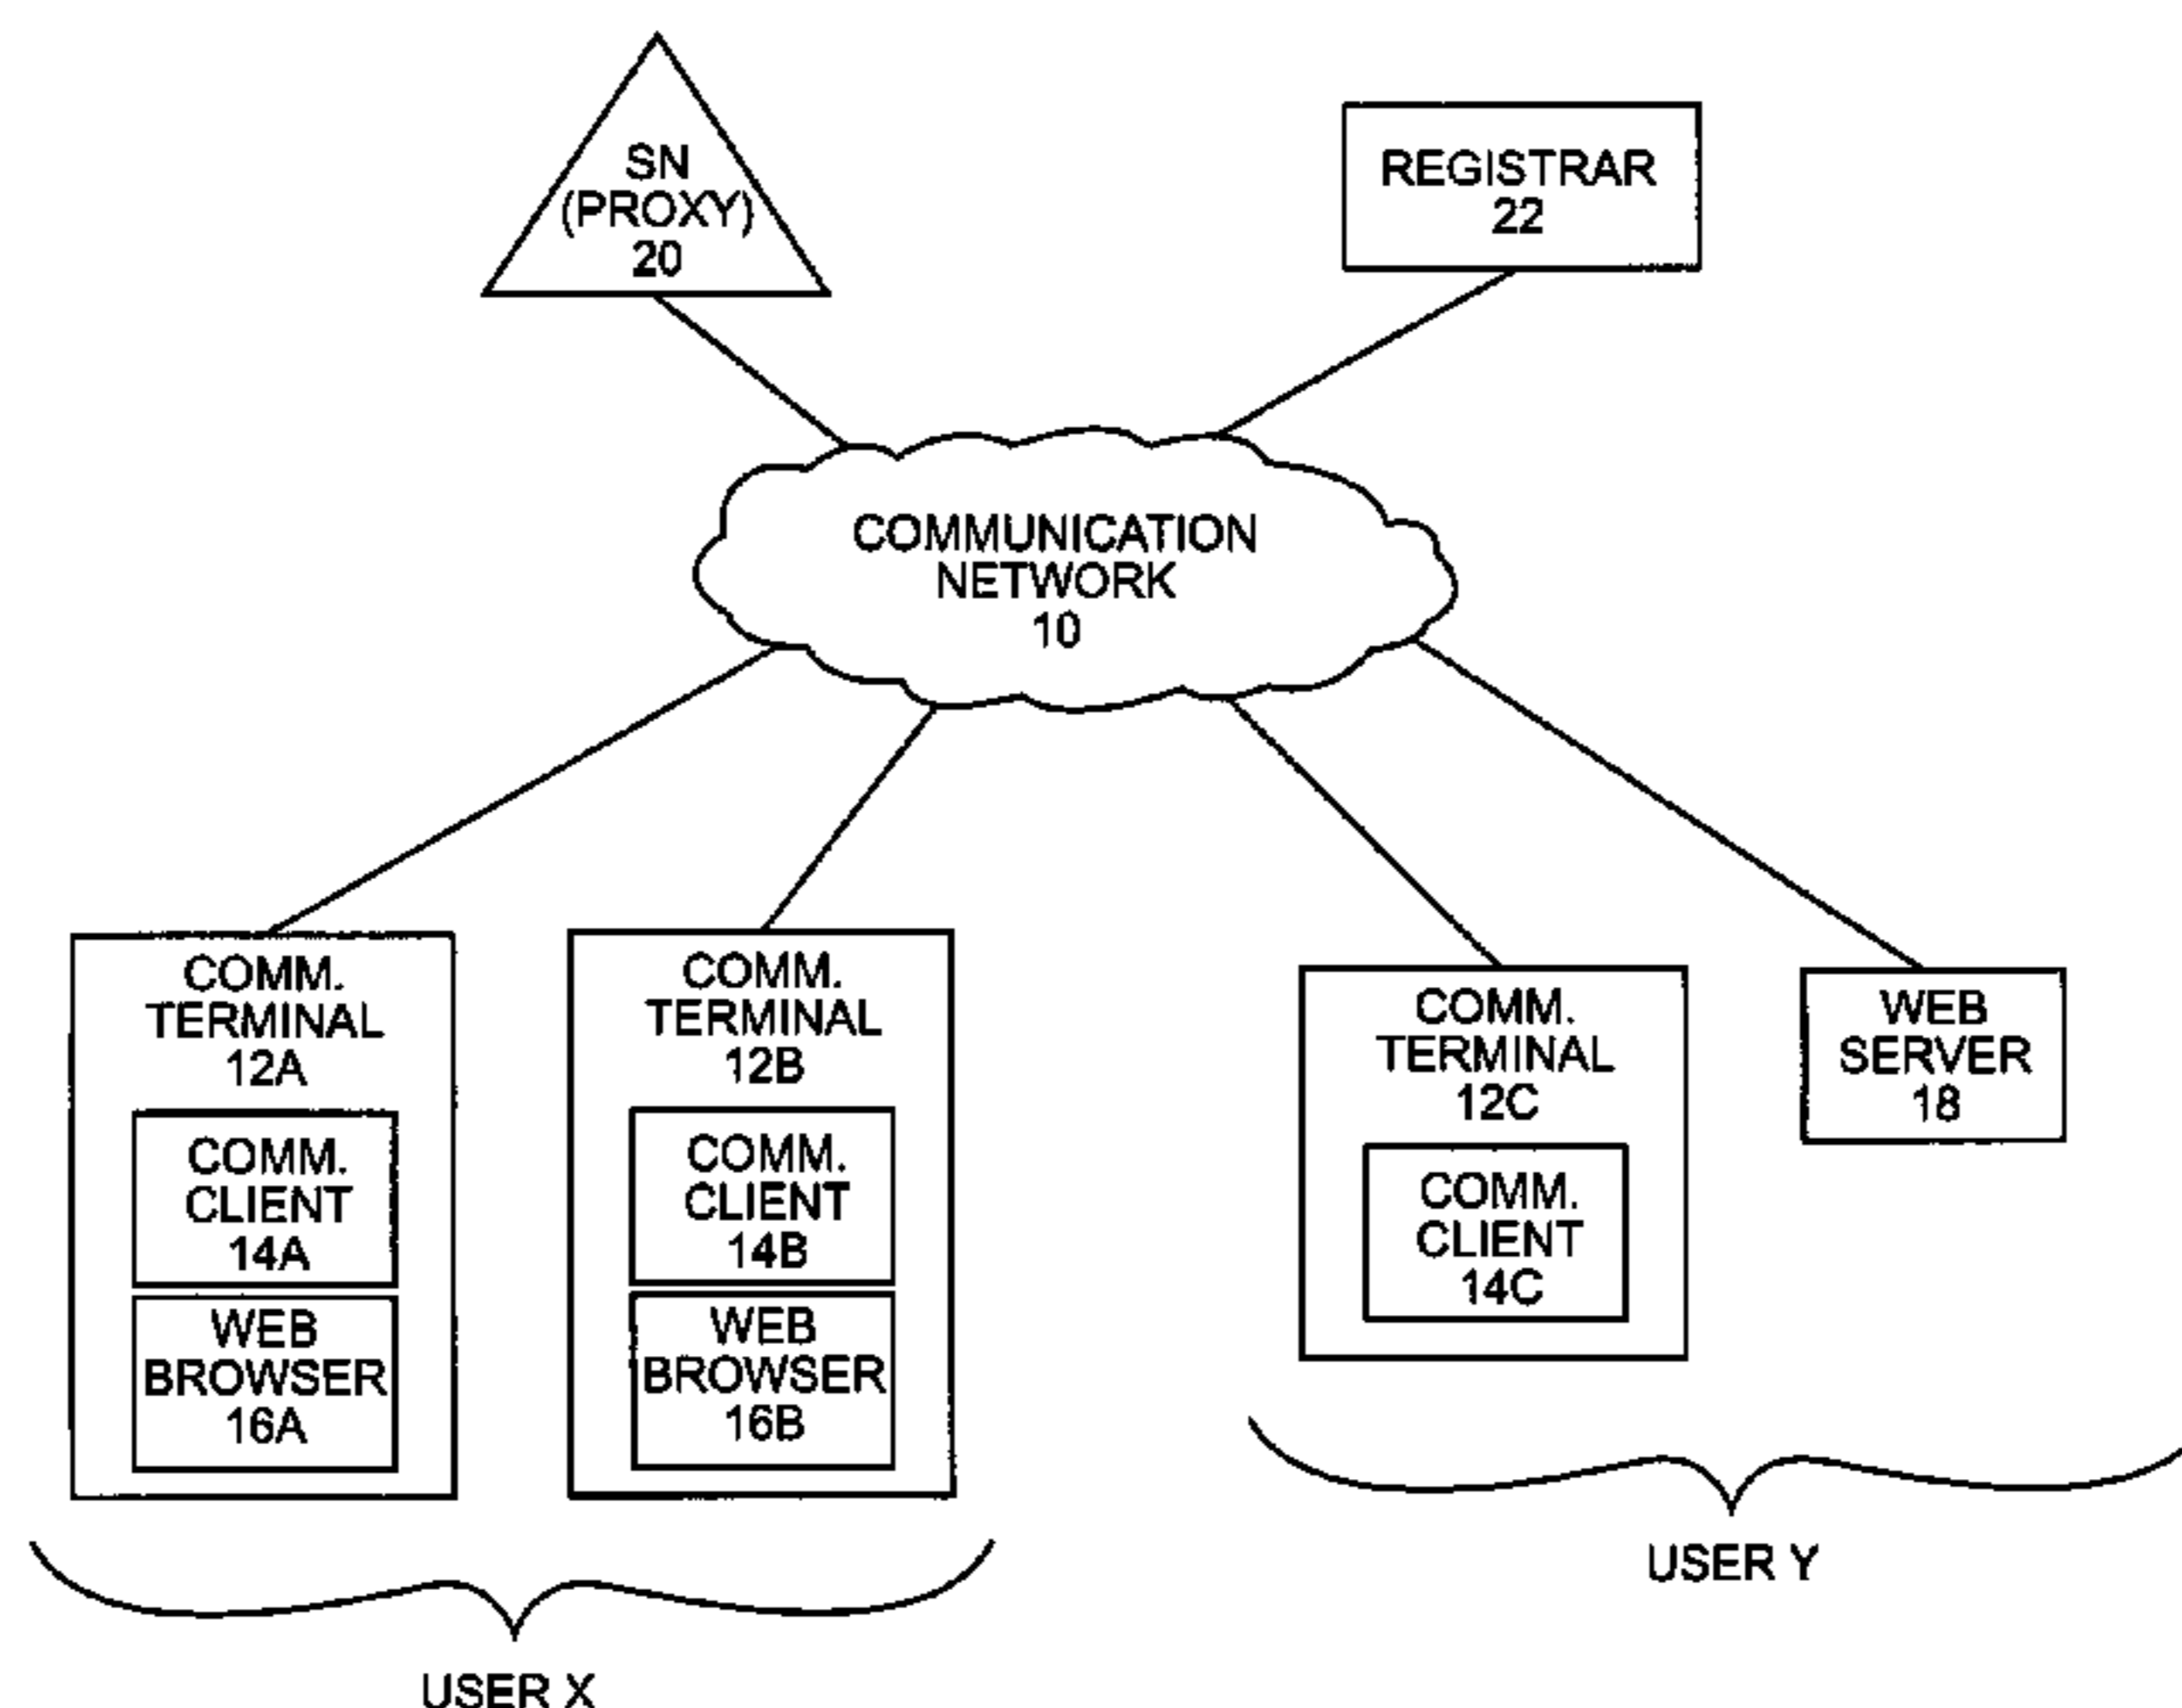 SN
(PROXY)
20
REGISTRAR
22
COMMUNICATION
NETWORK
10
COMM.
TERMINAL
12A
COMM.
CLIENT
14A
WEB
BROWSER
16A
COMM.
TERMINAL
12B
COMM.
CLIENT
14B
WEB
BROWSER
16B
COMM.
TERMINAL
12C
COMM.
CLIENT
14C
WEB
SERVER
18
USER X
USER Y